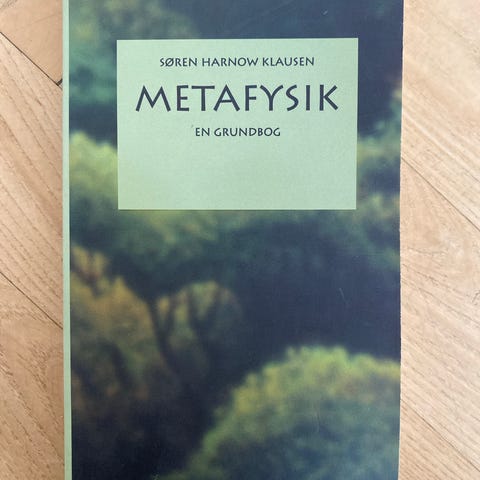 SØREN HARNOW KLAUSEN
METAFYSIK
EN GRUNDBOG